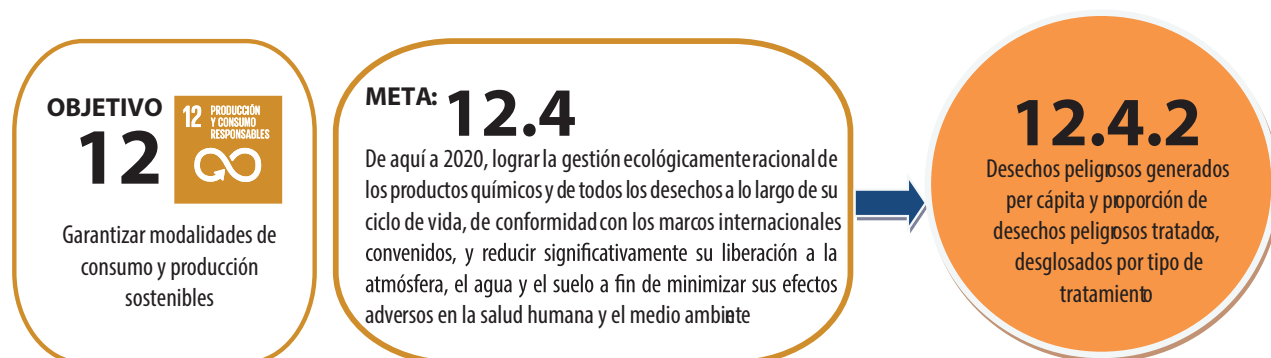 OBJETIVO
12
12 PRODUCCIÓN
Y CONSUMO
RESPONSABLES
Garantizar modalidades de
consumo y producción
sostenibles
META: 12.4
De aquí a 2020, lograr la gestión ecológicamente racional de
los productos químicos y de todos los desechos a lo largo de su
ciclo de vida, de conformidad con los marcos internacionales
convenidos, y reducir significativamente su liberación a la
atmósfera, el agua y el suelo a fin de minimizar sus efectos
adversos en la salud humana y el medio ambiente
12.4.2
Desechos peligrosos generados
per cápita y proporción de
desechos peligrosos tratados,
desglosados por tipo de
tratamiento